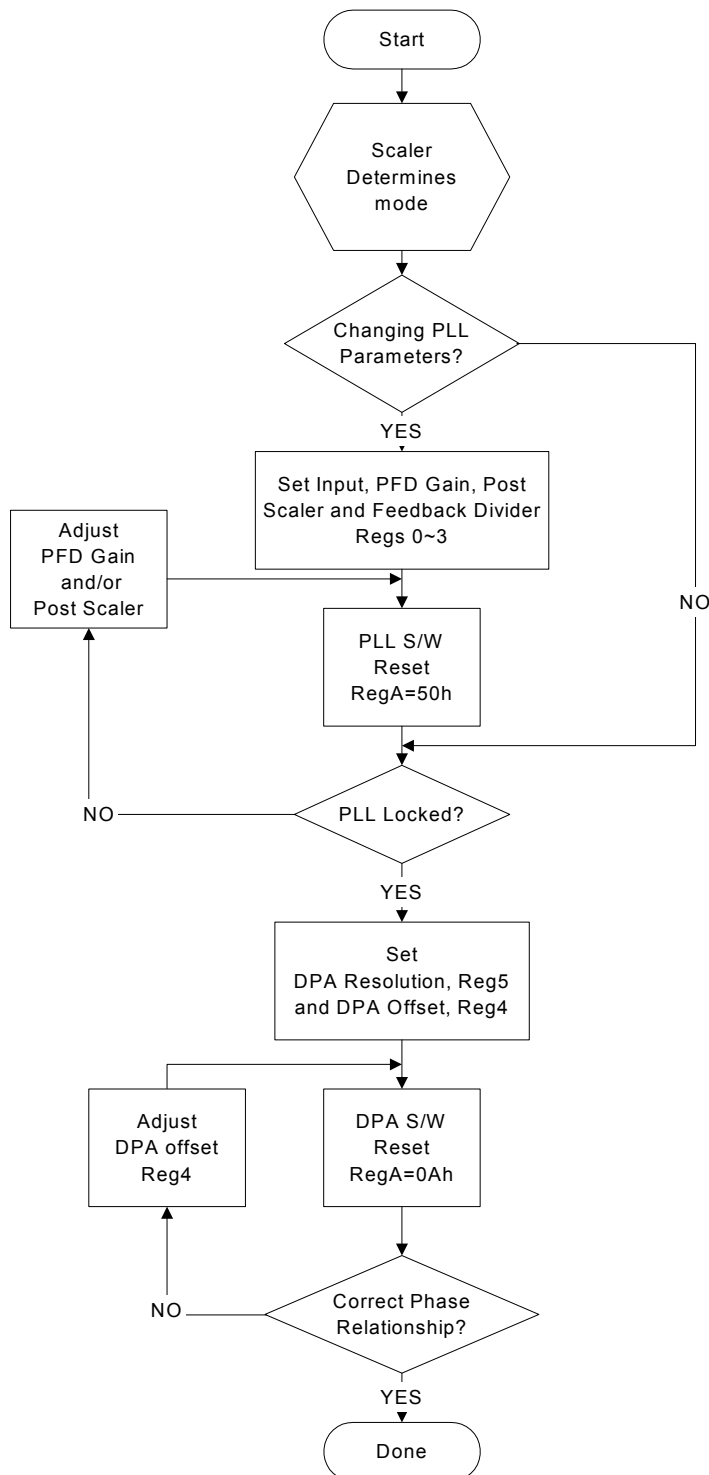 Start
Scaler
Determines
mode
Changing PLL
Parameters?
YES
NO
Set Input, PFD Gain, Post
Scaler and Feedback Divider
Regs 0~3
Adjust
PFD Gain
and/or
Post Scaler
PLL S/W
Reset
RegA=50h
NO
PLL Locked?
YES
Set
DPA Resolution, Reg5
and DPA Offset, Reg4
Adjust
DPA offset
Reg4
DPA S/W
Reset
RegA=0Ah
NO
Correct Phase
Relationship?
YES
Done